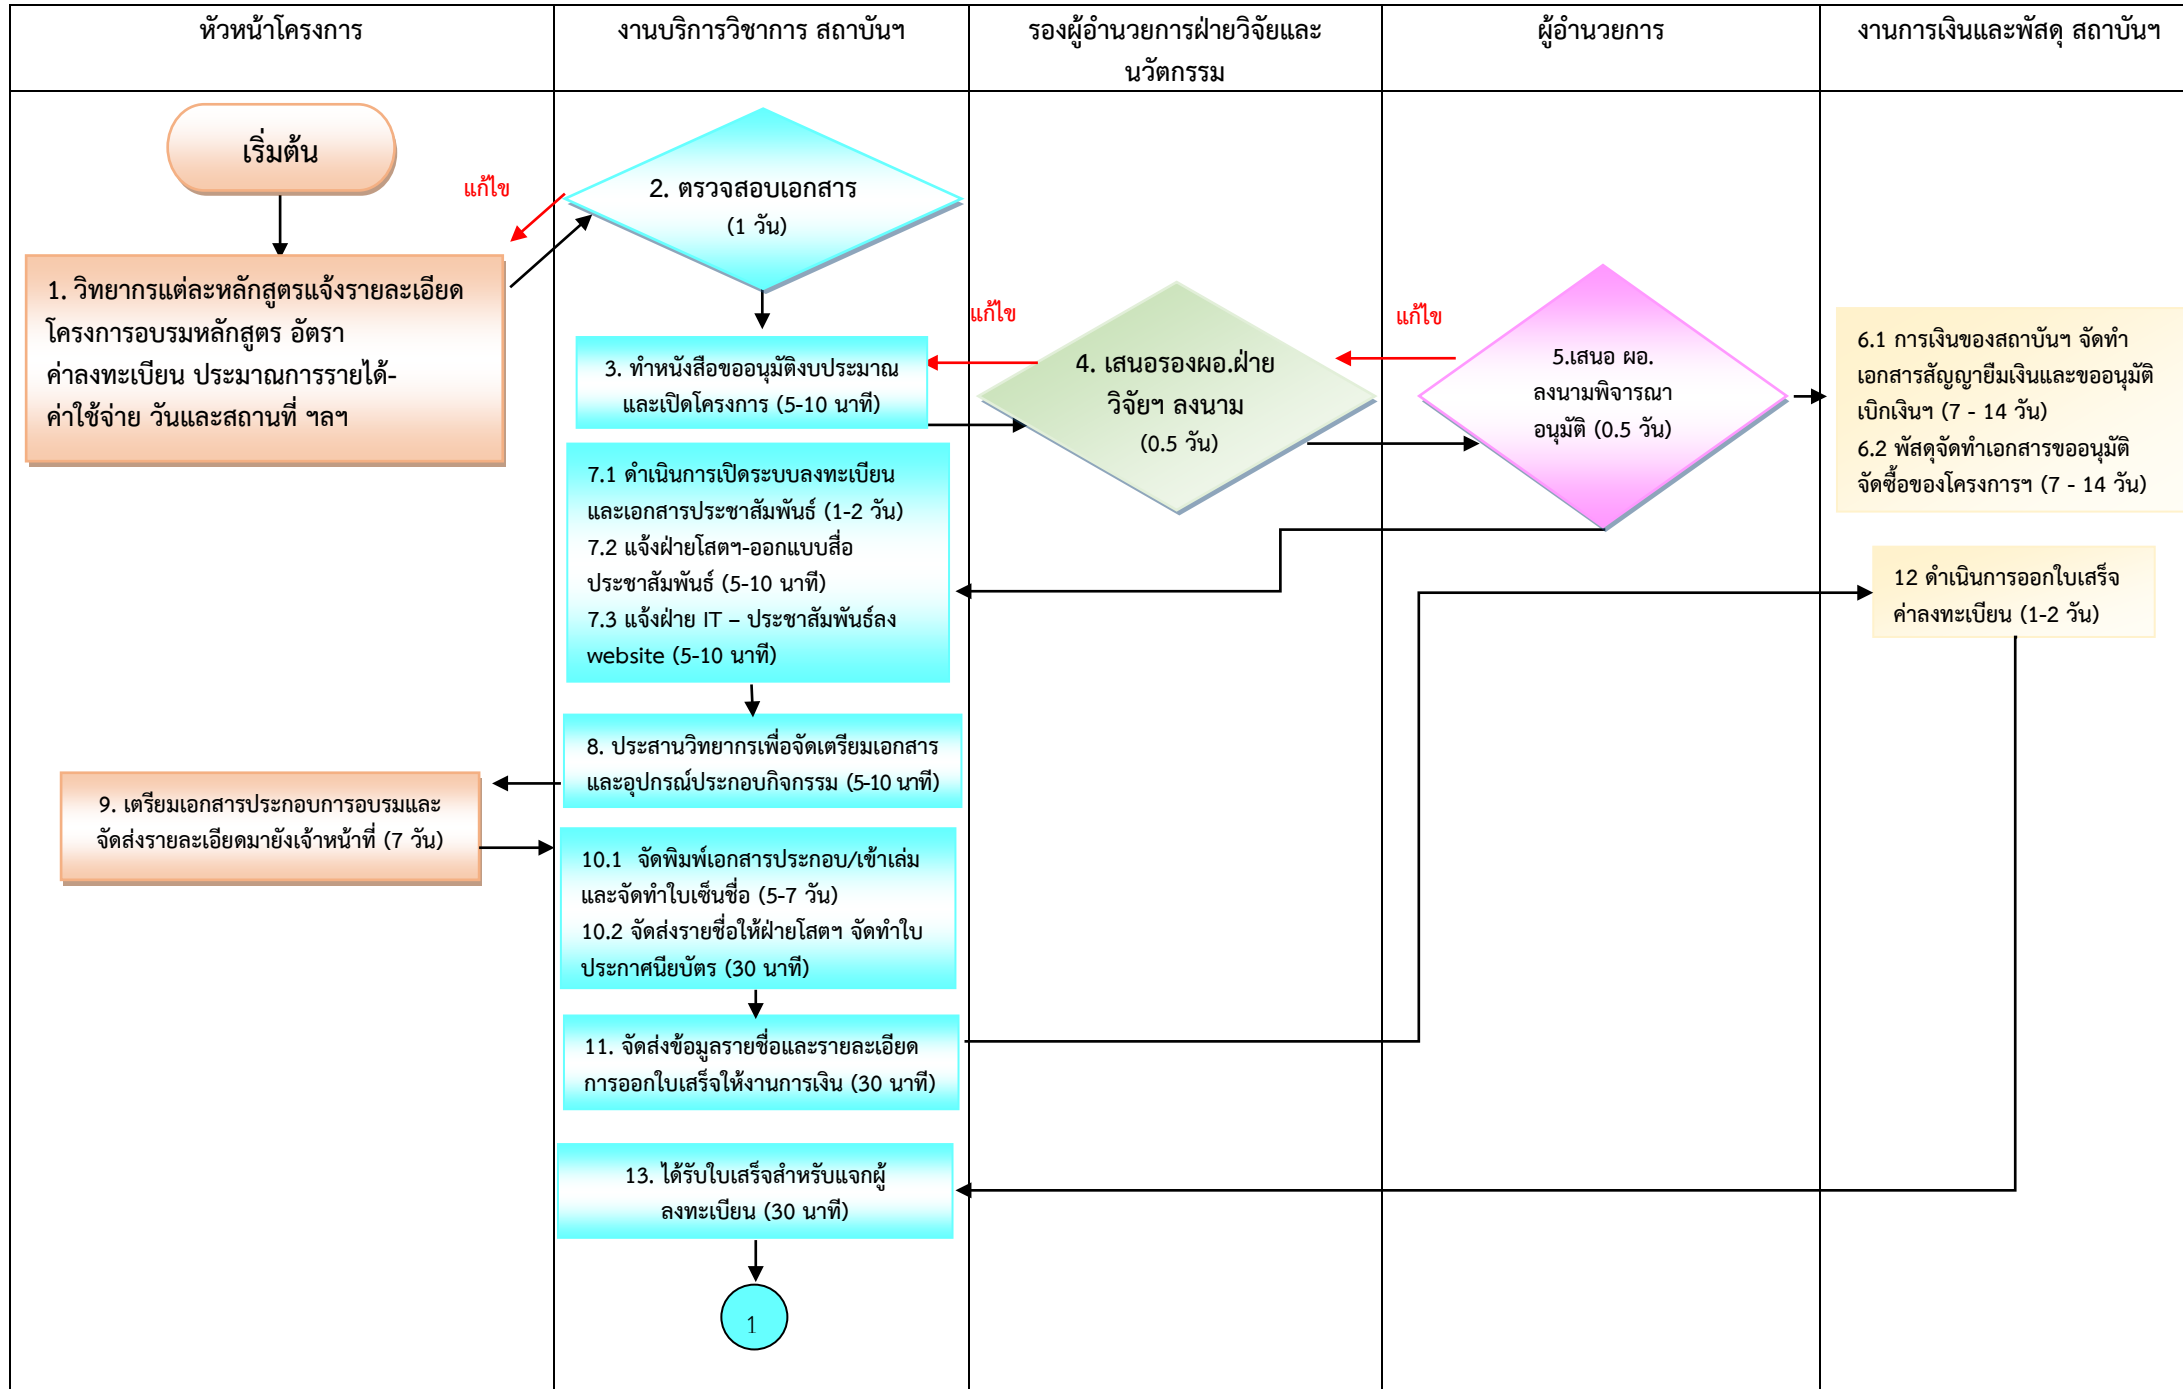 หัวหน้าโครงการ
งานบริการวิชาการ สถาบันฯ
รองผู้อำนวยการฝ่ายวิจัยและ
นวัตกรรม
ผู้อำนวยการ
งานการเงินและพัสดุ สถาบันฯ
เริ่มต้น
แก้ไข
2. ตรวจสอบเอกสาร
(1 วัน)
1. วิทยากรแต่ละหลักสูตรแจ้งรายละเอียด
โครงการอบรมหลักสูตร อัตรา
ค่าลงทะเบียน ประมาณการรายได้-
ค่าใช้จ่าย วันและสถานที่ ฯลฯ
3. ทำหนังสือขออนุมัติงบประมาณ
และเปิดโครงการ (5-10 นาที)
แก้ไข
4. เสนอรองผอ.ฝ่าย
วิจัยฯ ลงนาม
(0.5 วัน)
แก้ไข
5.เสนอ ผอ.
ลงนามพิจารณา
อนุมัติ (0.5 วัน)
6.1 การเงินของสถาบันฯ จัดทำ
เอกสารสัญญายืมเงินและขออนุมัติ
เบิกเงินฯ (7 - 14 วัน)
6.2 พัสดุจัดทำเอกสารขออนุมัติ
จัดซื้อของโครงการฯ (7 - 14 วัน)
7.1 ดำเนินการเปิดระบบลงทะเบียน
และเอกสารประชาสัมพันธ์ (1-2 วัน)
7.2 แจ้งฝ่ายโสตฯ-ออกแบบสื่อ
ประชาสัมพันธ์ (5-10 นาที)
7.3 แจ้งฝ่าย IT – ประชาสัมพันธ์ลง
website (5-10 นาที)
12 ดำเนินการออกใบเสร็จ
ค่าลงทะเบียน (1-2 วัน)
8. ประสานวิทยากรเพื่อจัดเตรียมเอกสาร
และอุปกรณ์ประกอบกิจกรรม (5-10 นาที)
9. เตรียมเอกสารประกอบการอบรมและ
จัดส่งรายละเอียดมายังเจ้าหน้าที่ (7 วัน)
10.1 จัดพิมพ์เอกสารประกอบ/เข้าเล่ม
และจัดทำใบเซ็นชื่อ (5-7 วัน)
10.2 จัดส่งรายชื่อให้ฝ่ายโสตฯ จัดทำใบ
ประกาศนียบัตร (30 นาที)
11. จัดส่งข้อมูลรายชื่อและรายละเอียด
การออกใบเสร็จให้งานการเงิน (30 นาที)
13. ได้รับใบเสร็จสำหรับแจกผู้
ลงทะเบียน (30 นาที)
1